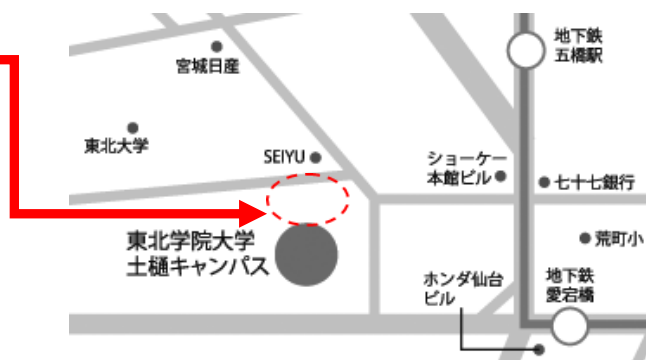 地下鉄
五橋駅
宮城日産
東北大学
SEIYU
ショーケー
本館ビル
七十七銀行
東北学院大学
土樋キャンパス
荒町小
ホンダ仙台
ビル
地下鉄
愛宕橋